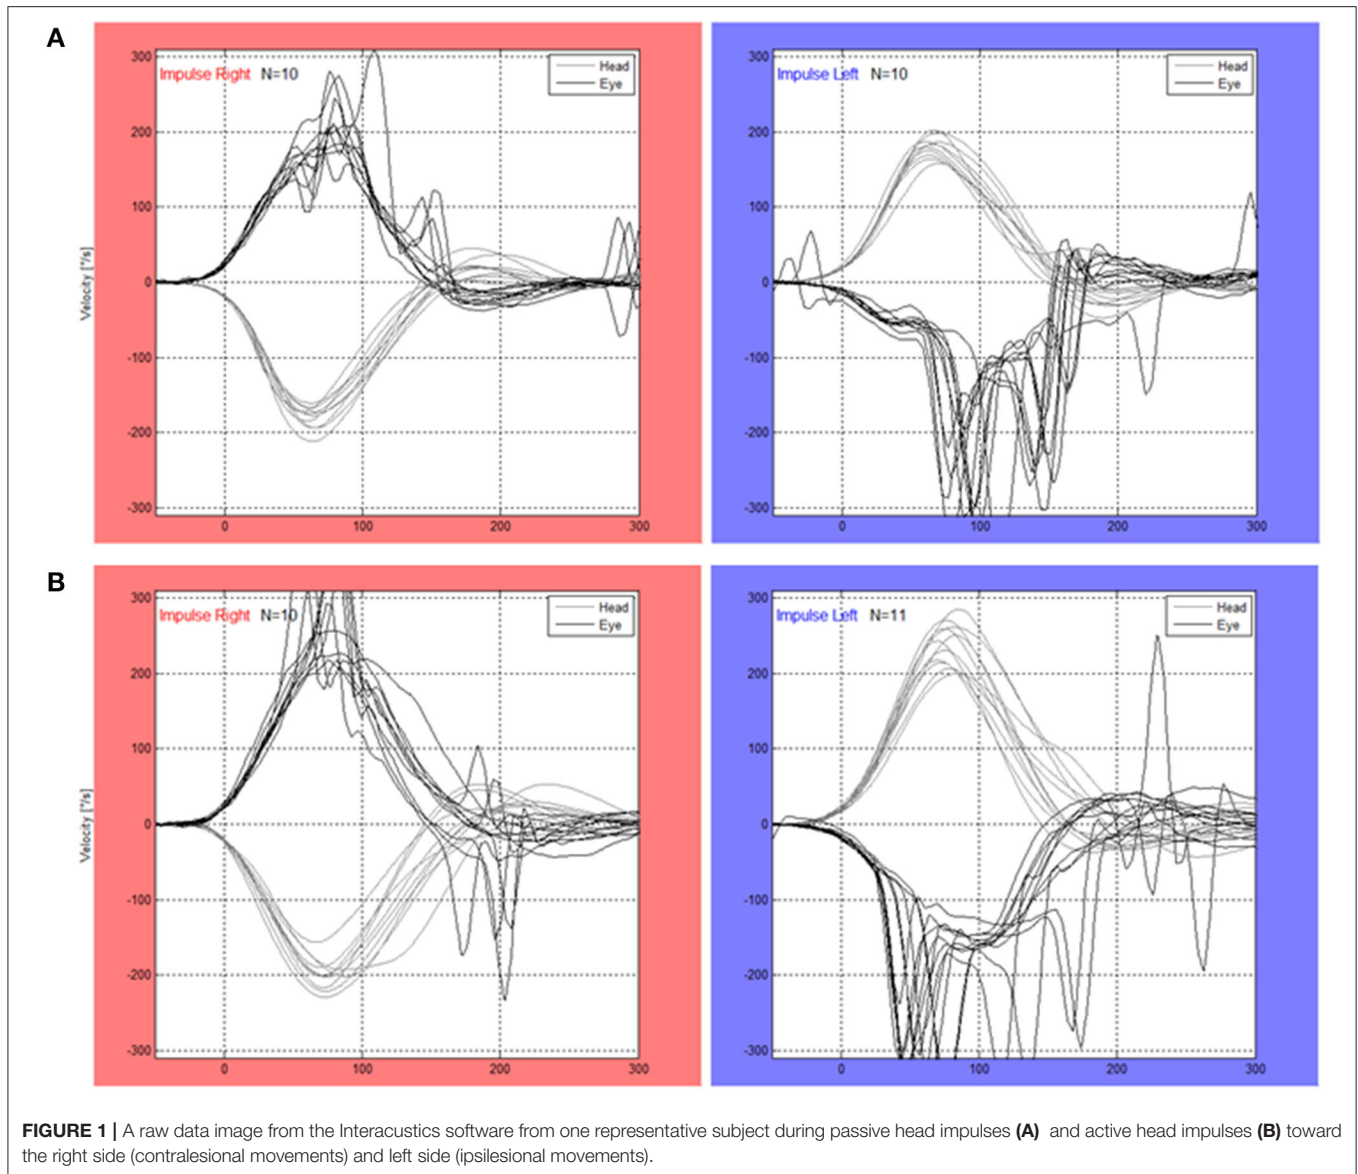 A
Impulse Right N=10
Head
Eye
Velocity [°/s]
300
200
100
0
-100
-200
-300
0 100 200 300
Impulse Left N=10
Head
Eye
300
200
100
0
-100
-200
-300
0 100 200 300
B
Impulse Right N=10
Head
Eye
Velocity [°/s]
300
200
100
0
-100
-200
-300
0 100 200 300
Impulse Left N=11
Head
Eye
300
200
100
0
-100
-200
-300
0 100 200 300
FIGURE 1 | A raw data image from the Interacustics software from one representative subject during passive head impulses (A) and active head impulses (B) toward
the right side (contralesional movements) and left side (ipsilesional movements).